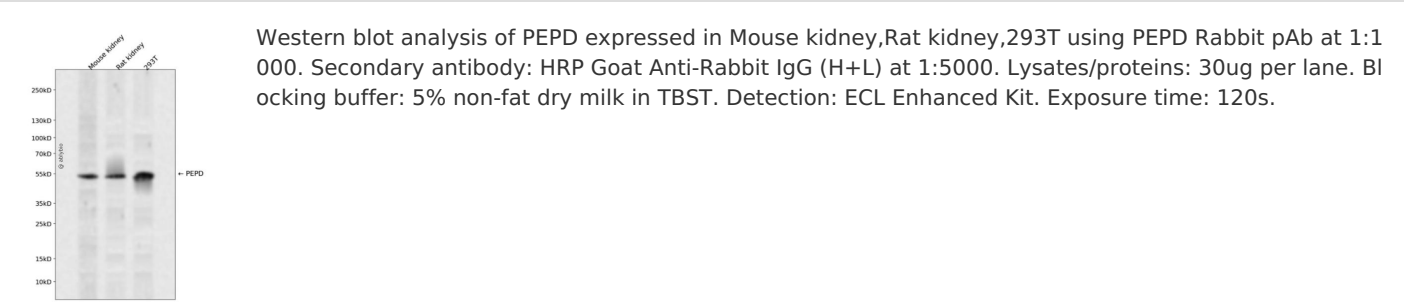 Mouse kidney
Rat kidney
293T
250kD
130kD
100kD
70kD
55kD
35kD
25kD
15kD
10kD
← PEPD
Western blot analysis of PEPD expressed in Mouse kidney,Rat kidney,293T using PEPD Rabbit pAb at 1:1
000. Secondary antibody: HRP Goat Anti-Rabbit IgG (H+L) at 1:5000. Lysates/proteins: 30ug per lane. Bl
ocking buffer: 5% non-fat dry milk in TBST. Detection: ECL Enhanced Kit. Exposure time: 120s.